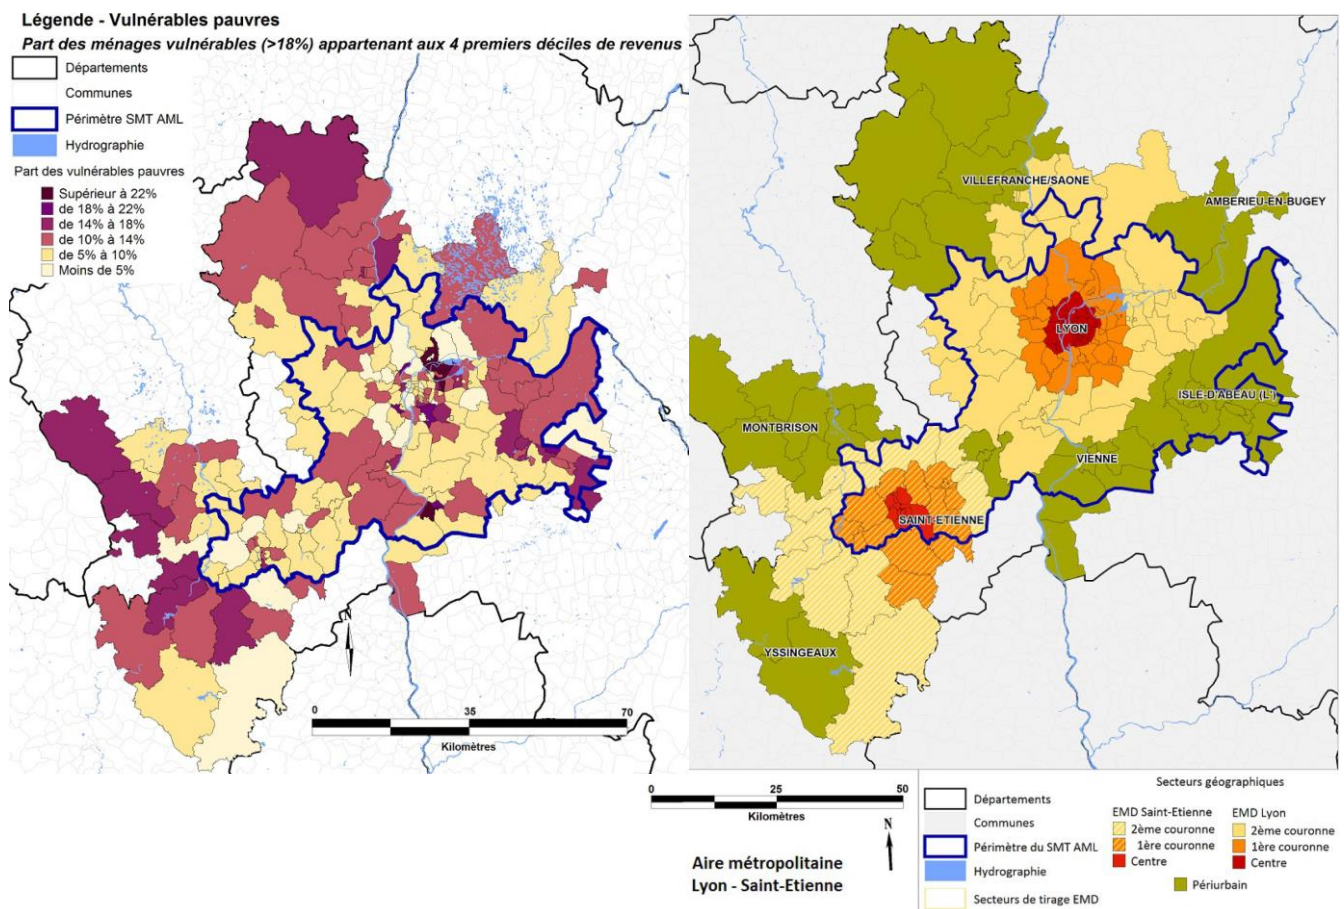 Légende - Vulnérables pauvres
Part des ménages vulnérables (>18%) appartenant aux 4 premiers déciles de revenus
Départements
Communes
Périmètre SMT AML
Hydrographie
Part des vulnérables pauvres
Supérieur à 22%
de 18% à 22%
de 14% à 18%
de 10% à 14%
de 5% à 10%
Moins de 5%
N
0 35 70
Kilomètres
VILLEFRANCHE/SAONE
AMBERIEU-EN-BUGEY
LYON
ISLE-D'ABEAU (L')
MONTBRISON
VIENNE
SAINT-ETIENNE
YSSINGEAUX
0 25 50
Kilomètres
N
Aire métropolitaine
Lyon - Saint-Etienne
Départements
Communes
Périmètre du SMT AML
Hydrographie
Secteurs de tirage EMD
Secteurs géographiques
EMD Saint-Etienne
2ème couronne
1ère couronne
Centre
EMD Lyon
2ème couronne
1ère couronne
Centre
Périurbain